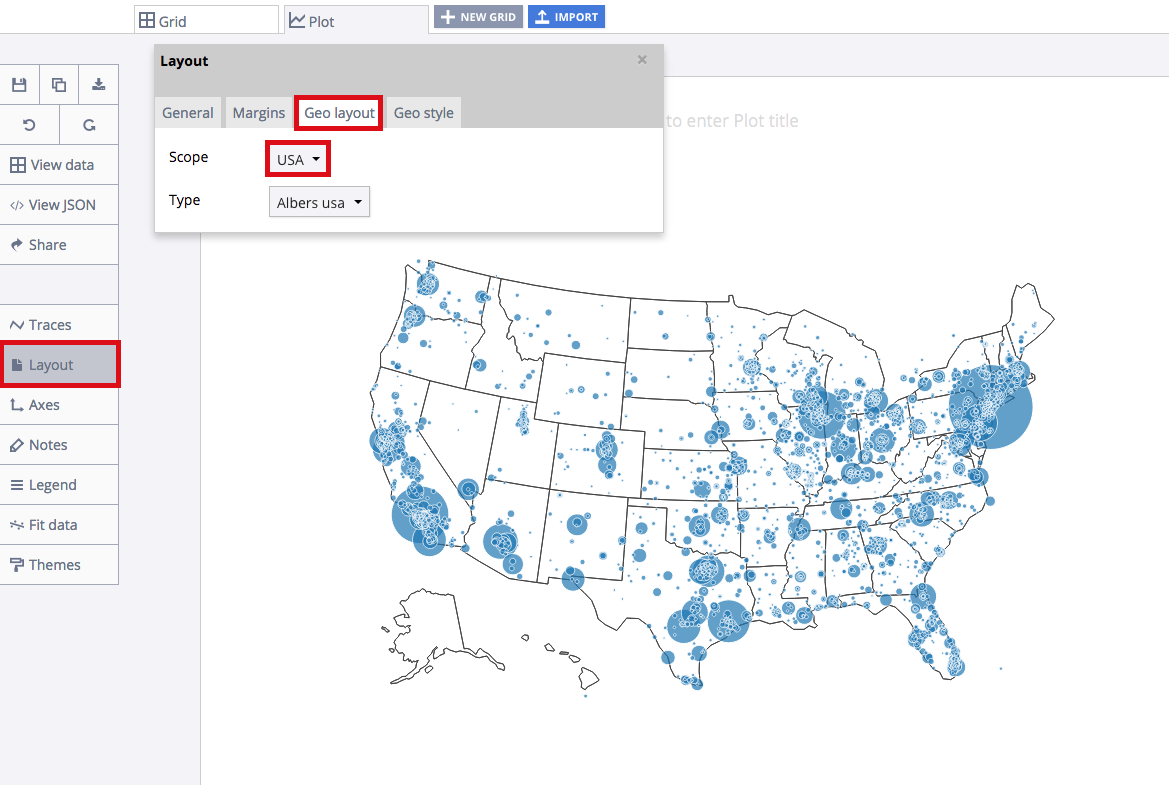 Grid
Plot
NEW GRID
IMPORT
Layout
×
General
Margins
Geo layout
Geo style
to enter Plot title
Scope
USA
Type
Albers usa
View data
</> View JSON
Share
Traces
Layout
Axes
Notes
Legend
Fit data
Themes